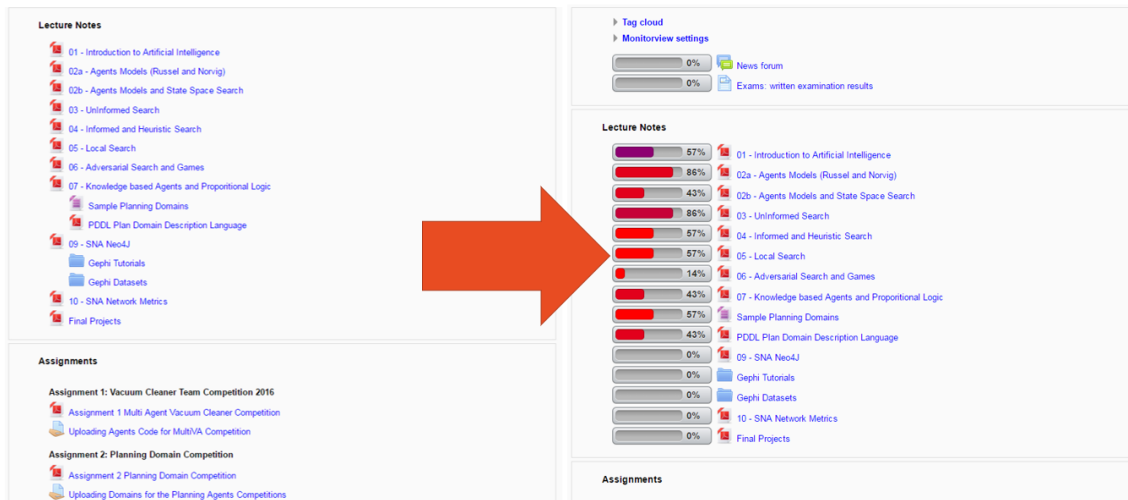 Lecture Notes
01 - Introduction to Artificial Intelligence
02a - Agents Models (Russel and Norvig)
02b - Agents Models and State Space Search
03 - UnInformed Search
04 - Informed and Heuristic Search
05 - Local Search
06 - Adversarial Search and Games
07 - Knowledge based Agents and Proporitional Logic
Sample Planning Domains
PDDL Plan Domain Description Language
09 - SNA Neo4J
Gephi Tutorials
Gephi Datasets
10 - SNA Network Metrics
Final Projects
Assignments
Assignment 1: Vacuum Cleaner Team Competition 2016
Assignment 1 Multi Agent Vacuum Cleaner Competition
Uploading Agents Code for MultiVA Competition
Assignment 2: Planning Domain Competition
Assignment 2 Planning Domain Competition
Uploading Domains for the Planning Agents Competitions
Tag cloud
Monitorview settings
0% News forum
0% Exams: written examination results
Lecture Notes
57% 01 - Introduction to Artificial Intelligence
86% 02a - Agents Models (Russel and Norvig)
43% 02b - Agents Models and State Space Search
86% 03 - UnInformed Search
57% 04 - Informed and Heuristic Search
57% 05 - Local Search
14% 06 - Adversarial Search and Games
43% 07 - Knowledge based Agents and Proporitional Logic
57% Sample Planning Domains
43% PDDL Plan Domain Description Language
0% 09 - SNA Neo4J
0% Gephi Tutorials
0% Gephi Datasets
0% 10 - SNA Network Metrics
0% Final Projects
Assignments